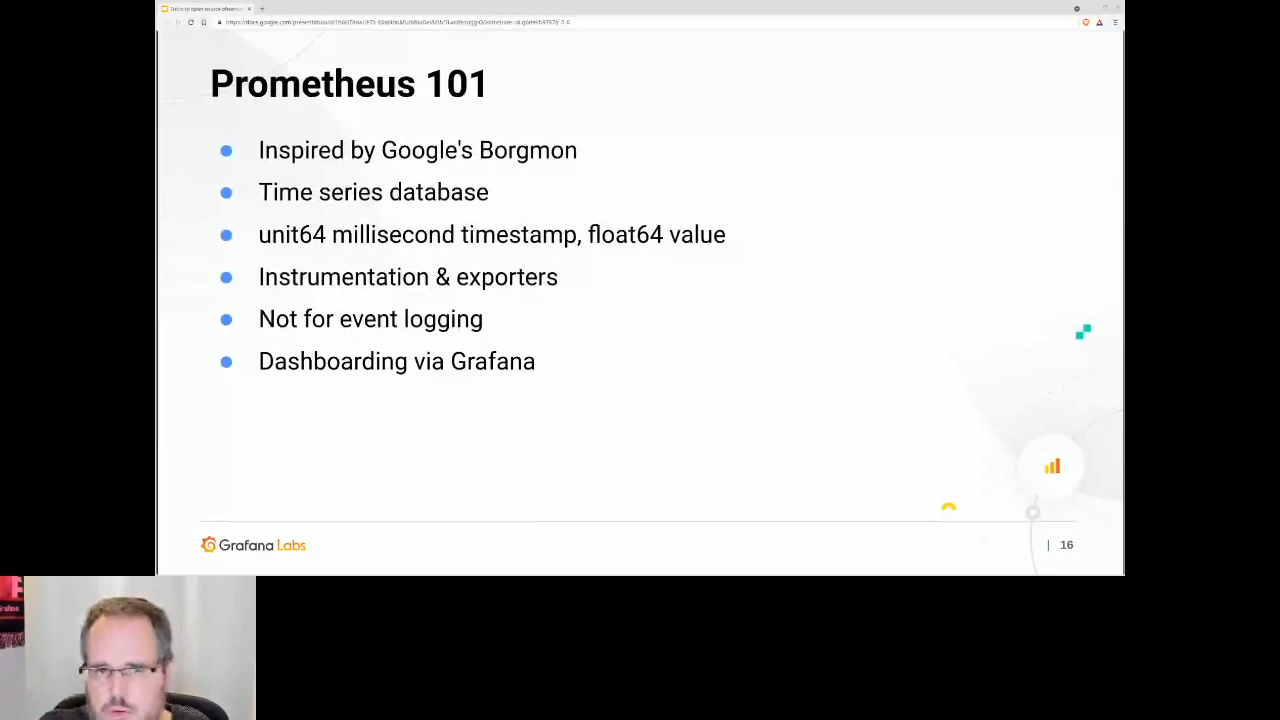 Prometheus 101
Inspired by Google's Borgmon
Time series database
unit64 millisecond timestamp, float64 value
Instrumentation & exporters
Not for event logging
Dashboarding via Grafana
Grafana Labs
| 16